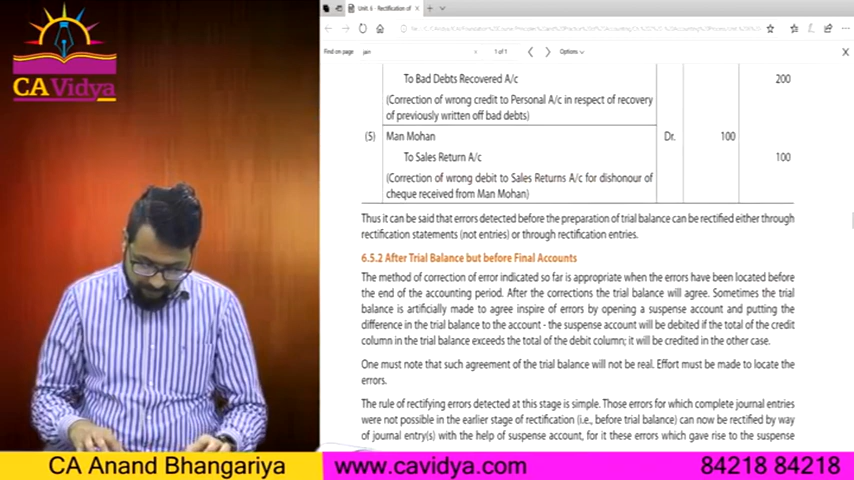 Unit 6 - Rectification of
CA Vidya
Find on page
jan
1 of 1
Options
To Bad Debts Recovered A/c 200
(Correction of wrong credit to Personal A/c in respect of recovery
of previously written off bad debts)
(5) Man Mohan Dr. 100
To Sales Return A/c 100
(Correction of wrong debit to Sales Returns A/c for dishonour of
cheque received from Man Mohan)
Thus it can be said that errors detected before the preparation of trial balance can be rectified either through
rectification statements (not entries) or through rectification entries.
6.5.2 After Trial Balance but before Final Accounts
The method of correction of error indicated so far is appropriate when the errors have been located before
the end of the accounting period. After the corrections the trial balance will agree. Sometimes the trial
balance is artificially made to agree inspire of errors by opening a suspense account and putting the
difference in the trial balance to the account - the suspense account will be debited if the total of the credit
column in the trial balance exceeds the total of the debit column; it will be credited in the other case.
One must note that such agreement of the trial balance will not be real. Effort must be made to locate the
errors.
The rule of rectifying errors detected at this stage is simple. Those errors for which complete journal entries
were not possible in the earlier stage of rectification (i.e., before trial balance) can now be rectified by way
of journal entry(s) with the help of suspense account, for it these errors which gave rise to the suspense
CA Anand Bhangariya
www.cavidya.com
84218 84218